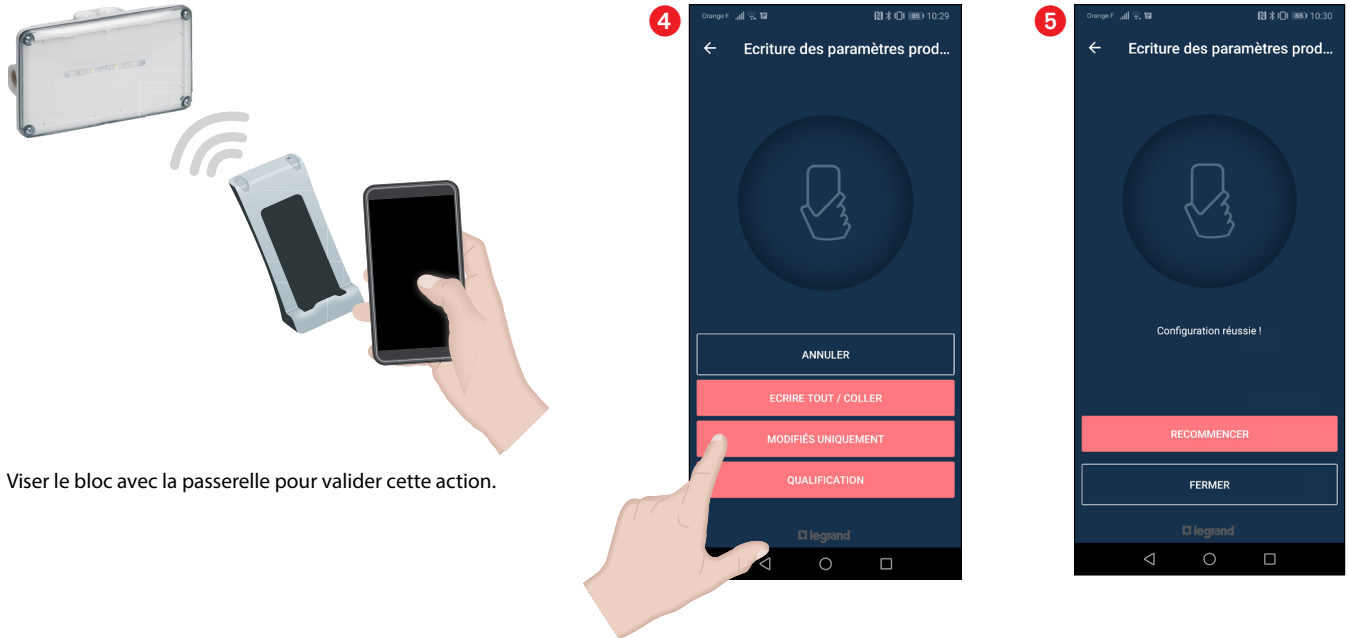 4
Orange F 85 10:29
Ecriture des paramètres prod...
ANNULER
ECRIRE TOUT / COLLER
MODIFIÉS UNIQUEMENT
QUALIFICATION
legrand
Viser le bloc avec la passerelle pour valider cette action.
5
Orange F 85 10:30
Ecriture des paramètres prod...
Configuration réussie !
RECOMMENCER
FERMER
legrand